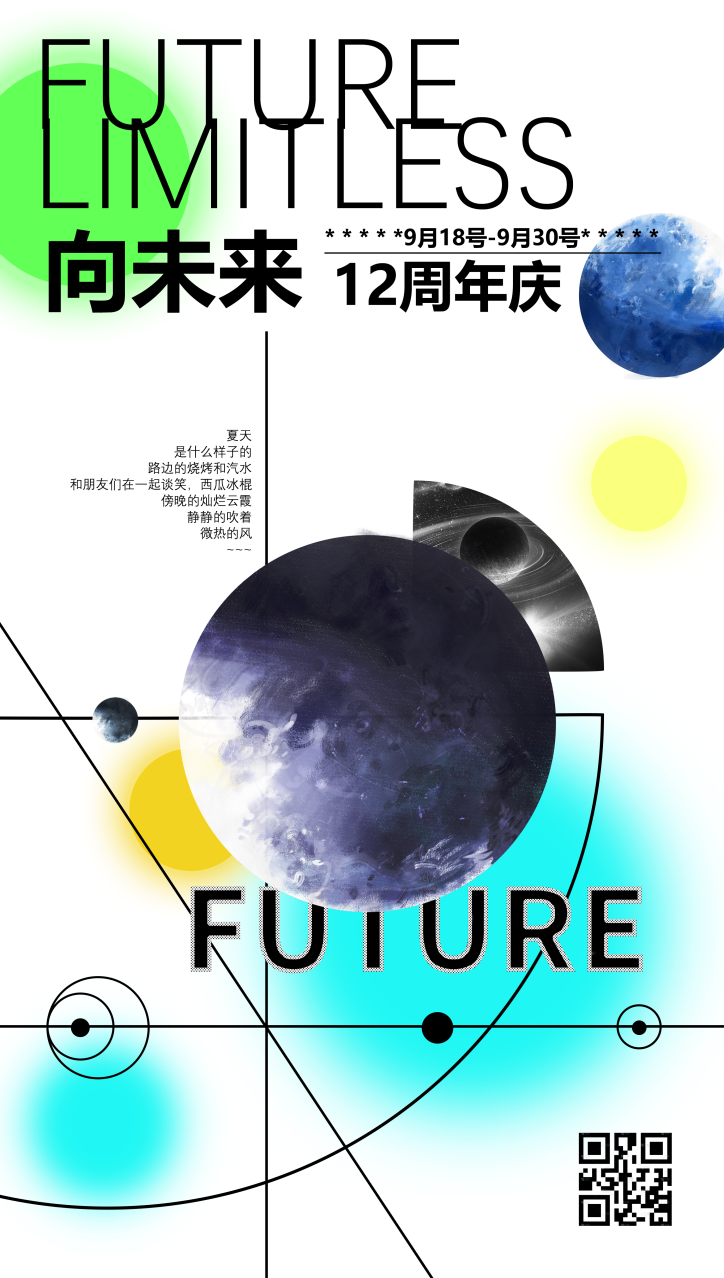 FUTURE
LIMITLESS
向未来
* * * * *9月18号-9月30号* * * * *
12周年庆
夏天
是什么样子的
路边的烧烤和汽水
和朋友们在一起谈笑，西瓜冰棍
傍晚的灿烂云霞
静静的吹着
微热的风
~~~
FUTURE